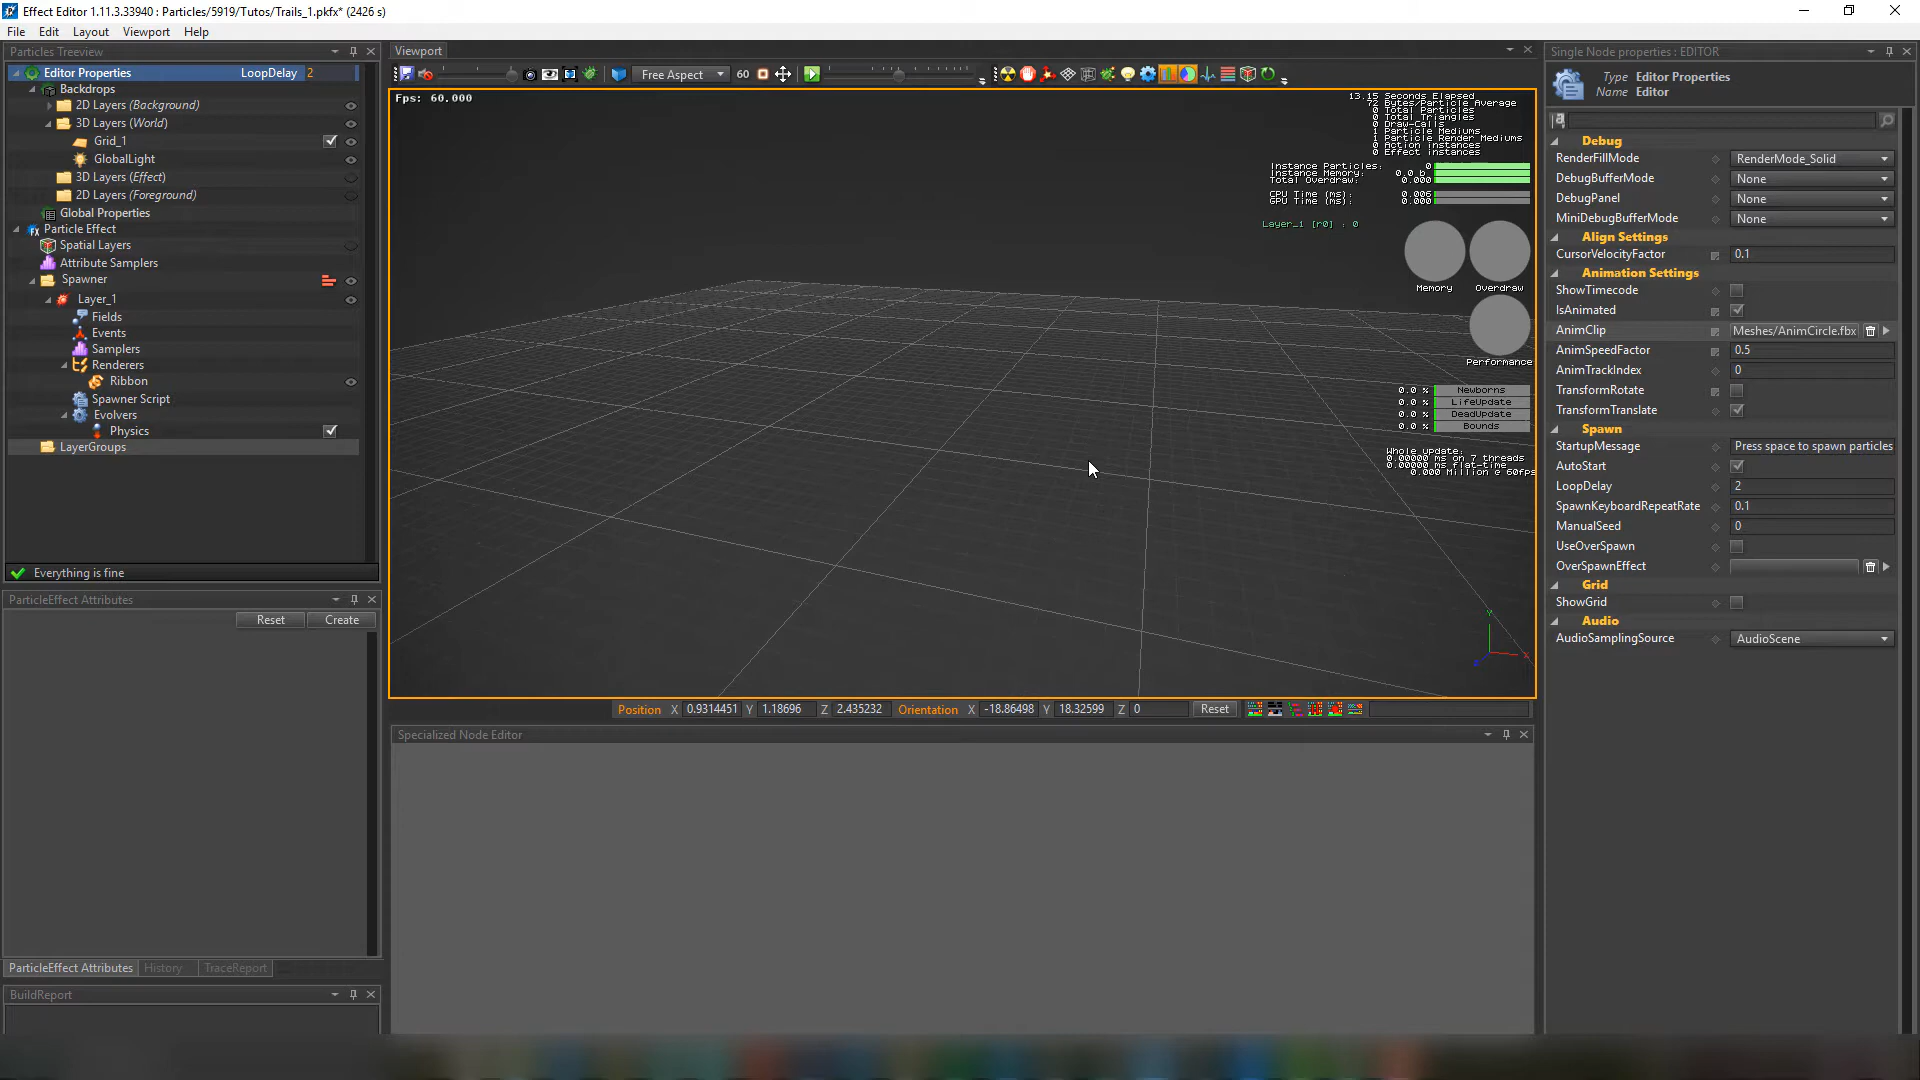 Effect Editor 1.11.3.33940 : Particles/5919/Tutos/Trails_1.pkfx* (2426 s)
File Edit Layout Viewport Help
Particles Treeview
Editor Properties LoopDelay 2
Backdrops
2D Layers (Background)
3D Layers (World)
Grid_1
GlobalLight
3D Layers (Effect)
2D Layers (Foreground)
Global Properties
Particle Effect
Spatial Layers
Attribute Samplers
Spawner
Layer_1
Fields
Events
Samplers
Renderers
Ribbon
Spawner Script
Evolvers
Physics
LayerGroups
Everything is fine
ParticleEffect Attributes
Reset Create
ParticleEffect Attributes History TraceReport
BuildReport
Viewport
Free Aspect 60
Fps: 60.000
13.15 Seconds Elapsed
72 Bytes/Particle Average
0 Total Particles
0 Total Triangles
0 Draw-Calls
1 Particle Mediums
1 Particle Render Mediums
0 Action instances
0 Effect instances
Instance Particles: 0
Instance Memory: 0.0 b
Total Overdraw: 0.000
CPU Time (ms): 0.006
GPU Time (ms): 0.000
Layer_1 [r0] : 0
Memory Overdraw
Performance
0.0 % Newborns
0.0 % LifeUpdate
0.0 % DeadUpdate
0.0 % Bounds
Whole update:
0.00000 ms on 7 threads
0.00000 ms flat-time
0.000 Million @ 60fps
Y
X
Z
Position X 0.9314451 Y 1.18696 Z 2.435232 Orientation X -18.86498 Y 18.32599 Z 0 Reset
Specialized Node Editor
Single Node properties : EDITOR
Type Editor Properties
Name Editor
Debug
RenderFillMode RenderMode_Solid
DebugBufferMode None
DebugPanel None
MiniDebugBufferMode None
Align Settings
CursorVelocityFactor 0.1
Animation Settings
ShowTimecode
IsAnimated
AnimClip Meshes/AnimCircle.fbx
AnimSpeedFactor 0.5
AnimTrackIndex 0
TransformRotate
TransformTranslate
Spawn
StartupMessage Press space to spawn particles
AutoStart
LoopDelay 2
SpawnKeyboardRepeatRate 0.1
ManualSeed 0
UseOverSpawn
OverSpawnEffect
Grid
ShowGrid
Audio
AudioSamplingSource AudioScene